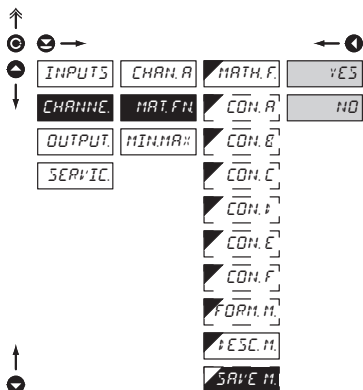 INPUTS CHAN. A MATH. F. YES
CHANNE. MAT. FN. CON. A NO
OUTPUT. MIN.MAX CON. B
SERVIC. CON. C
CON. D
CON. E
CON. F
FORM. M.
DESC. M.
SAVE M.